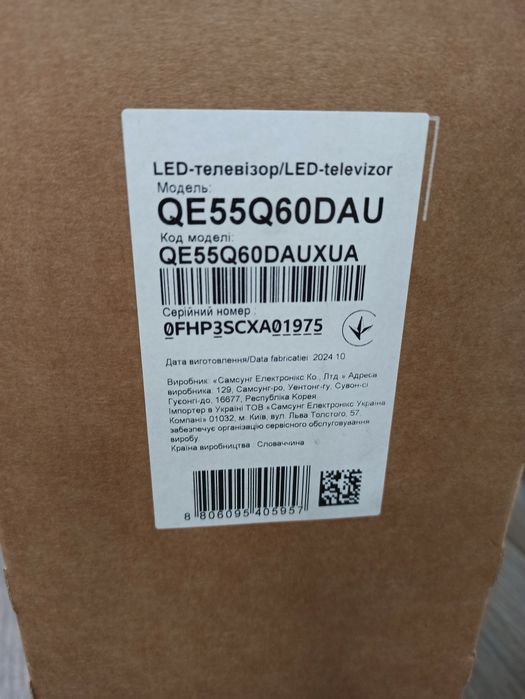 LED-телевізор/LED-televizor
Модель:
QE55Q60DAU
Код моделі:
QE55Q60DAUXUA
Серійний номер :
0FHP3SCXA01975
Дата виготовлення/Data fabricatiei 2024.10
Виробник: «Самсунг Електронікс Ко., Лтд.» Адреса
виробника: 129, Самсунг-ро, Уентонг-гу, Сувон-сі
Гуєонгі-до, 16677, Республіка Корея
Імпортер в Україні ТОВ «Самсунг Електронікс Україна
Компані» 01032, м. Київ, вул. Льва Толстого, 57,
забезпечує організацію сервісного обслуговування
виробу
Країна виробництва : Словаччина
8 806095 405957